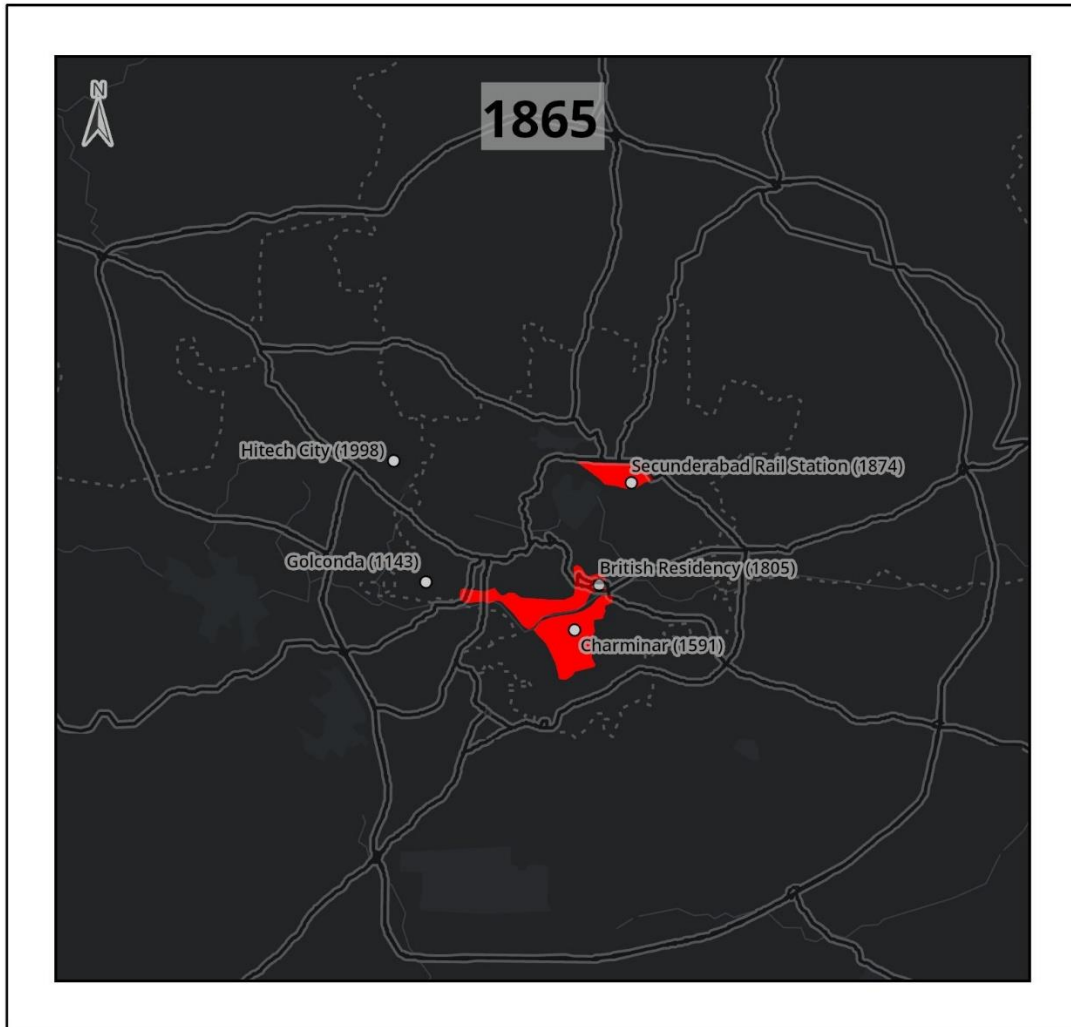 N
1865
Hitech City (1998)
Secunderabad Rail Station (1874)
Golconda (1143)
British Residency (1805)
Charminar (1591)